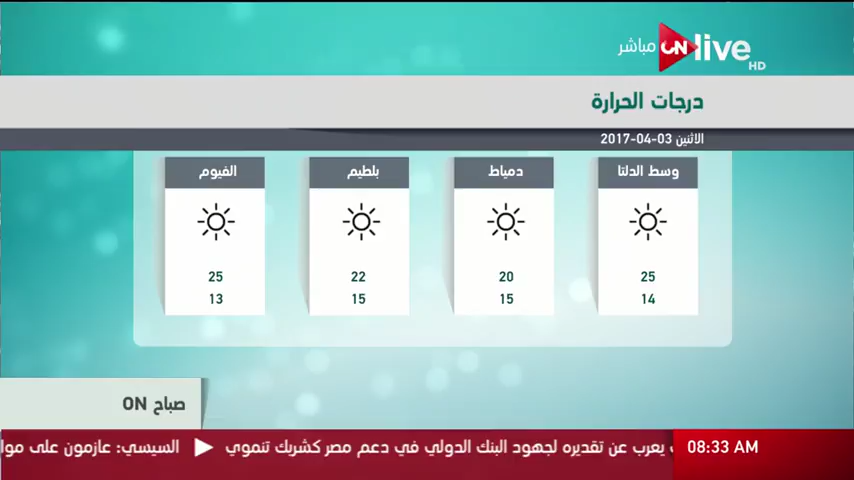 مباشر ON live
HD
درجات الحرارة
الاثنين 03-04-2017
وسط الدلتا
25
14
دمياط
20
15
بلطيم
22
15
الفيوم
25
13
صباح ON
يعرب عن تقديره لجهود البنك الدولي في دعم مصر كشريك تنموي
السيسي: عازمون على
08:33 AM